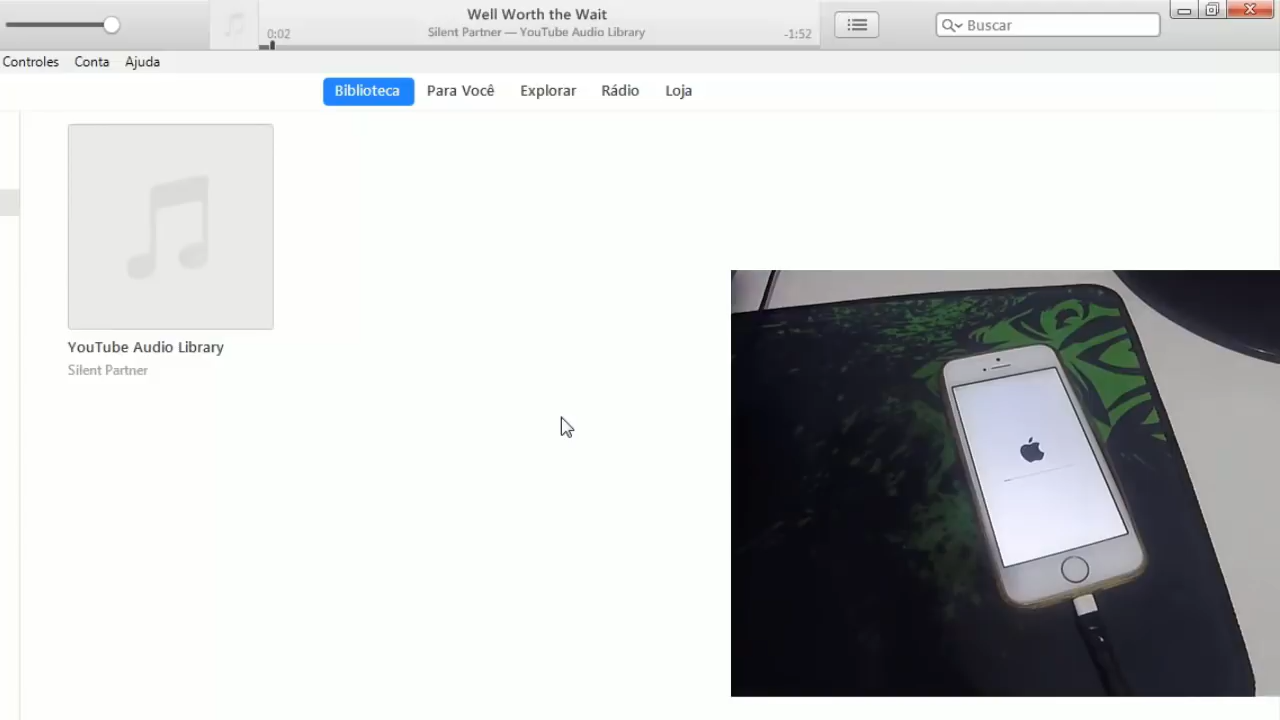 Well Worth the Wait
Silent Partner — YouTube Audio Library
0:02
-1:52
Buscar
Controles
Conta
Ajuda
Biblioteca
Para Você
Explorar
Rádio
Loja
YouTube Audio Library
Silent Partner